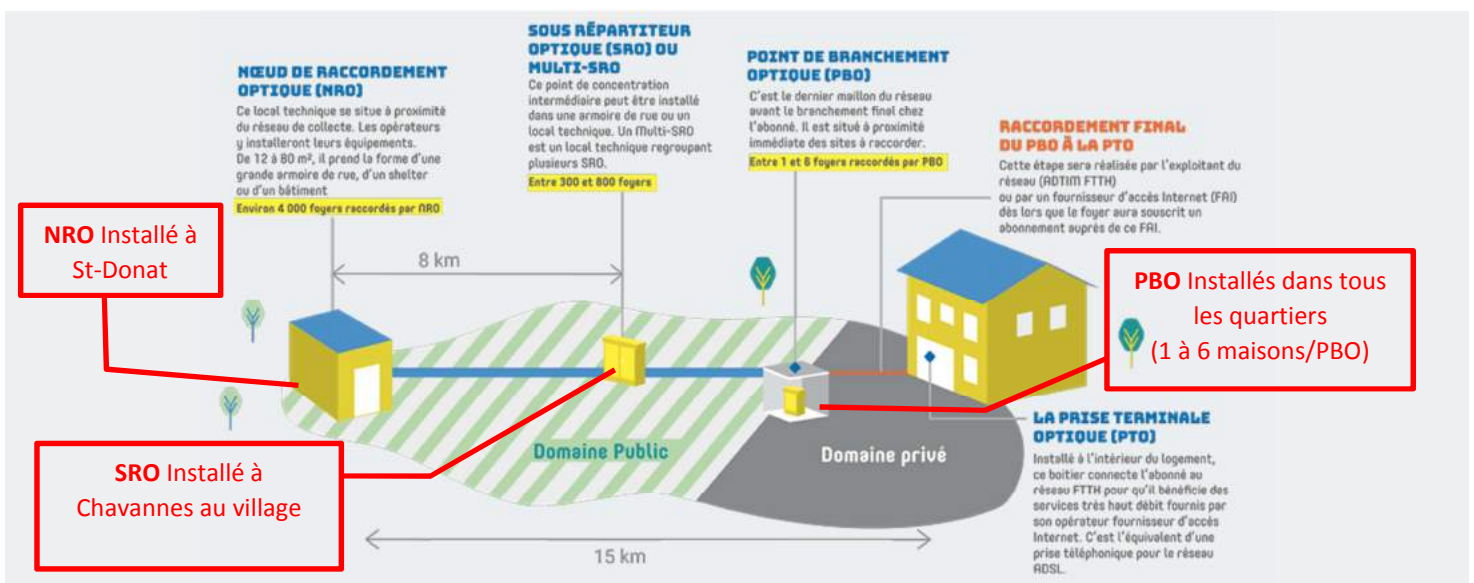 NŒUD DE RACCORDEMENT
OPTIQUE (NRO)
Ce local technique se situe à proximité
du réseau de collecte. Les opérateurs
y installeront leurs équipements.
De 12 à 80 m², il prend la forme d'une
grande armoire de rue, d'un shelter
ou d'un bâtiment
Environ 4 000 foyers raccordés par NRO
SOUS RÉPARTITEUR
OPTIQUE (SRO) OU
MULTI-SRO
Ce point de concentration
intermédiaire peut être installé
dans une armoire de rue ou un
local technique. Un Multi-SRO
est un local technique regroupant
plusieurs SRO.
Entre 300 et 800 foyers
POINT DE BRANCHEMENT
OPTIQUE (PBO)
C'est le dernier maillon du réseau
avant le branchement final chez
l'abonné. Il est situé à proximité
immédiate des sites à raccorder.
Entre 1 et 6 foyers raccordés par PBO
RACCORDEMENT FINAL
DU PBO À LA PTO
Cette étape sera réalisée par l'exploitant du
réseau (ADTIM FTTH)
ou par un fournisseur d'accès Internet (FAI)
dès lors que le foyer aura souscrit un
abonnement auprès de ce FAI.
NRO Installé à
St-Donat
8 km
PBO Installés dans tous
les quartiers
(1 à 6 maisons/PBO)
SRO Installé à
Chavannes au village
Domaine Public
Domaine privé
15 km
LA PRISE TERMINALE
OPTIQUE (PTO)
Installé à l'intérieur du logement,
ce boitier connecte l'abonné au
réseau FTTH pour qu'il bénéficie des
services très haut débit fournis par
son opérateur fournisseur d'accès
Internet. C'est l'équivalent d'une
prise téléphonique pour le réseau
ADSL.